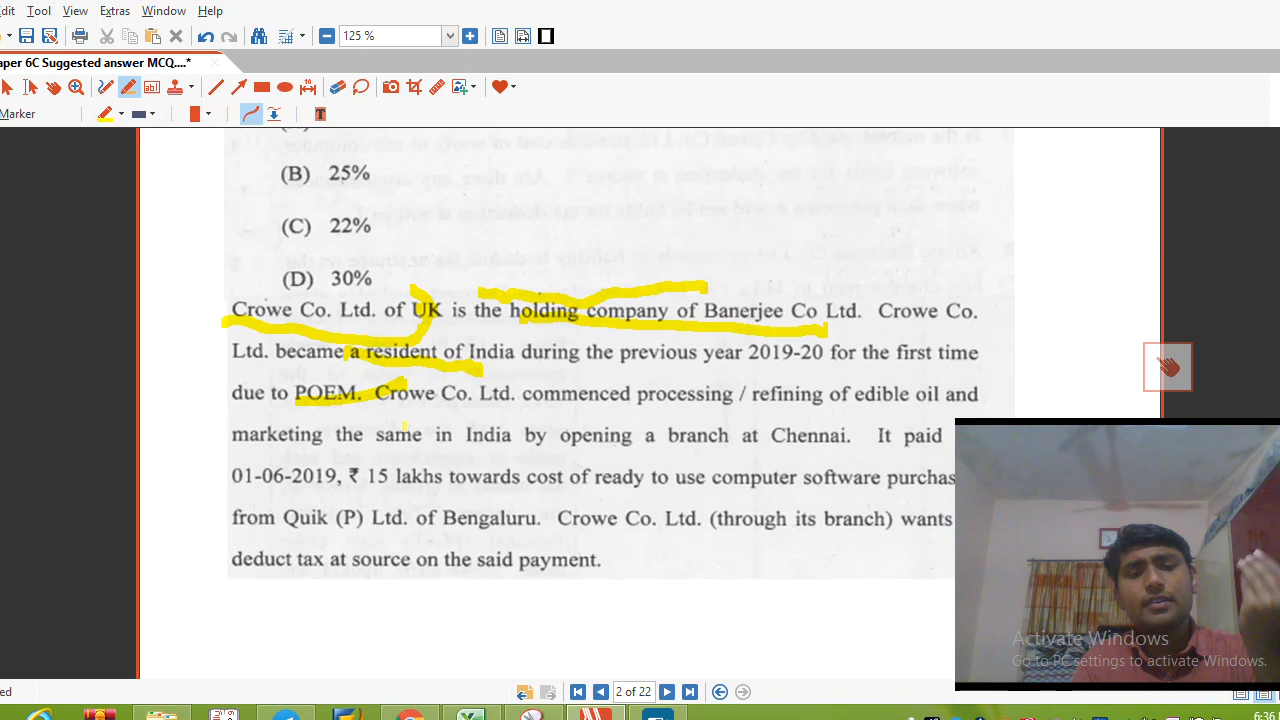 dit Tool View Extras Window Help
125 %
aper 6C Suggested answer MCQ....*
Marker
(B) 25%
(C) 22%
(D) 30%
Crowe Co. Ltd. of UK is the holding company of Banerjee Co Ltd. Crowe Co.
Ltd. became a resident of India during the previous year 2019-20 for the first time
due to POEM. Crowe Co. Ltd. commenced processing / refining of edible oil and
marketing the same in India by opening a branch at Chennai. It paid
01-06-2019, ₹ 15 lakhs towards cost of ready to use computer software purchas
from Quik (P) Ltd. of Bengaluru. Crowe Co. Ltd. (through its branch) wants
deduct tax at source on the said payment.
Activate Windows
Go to PC settings to activate Windows.
ed
2 of 22
6:36